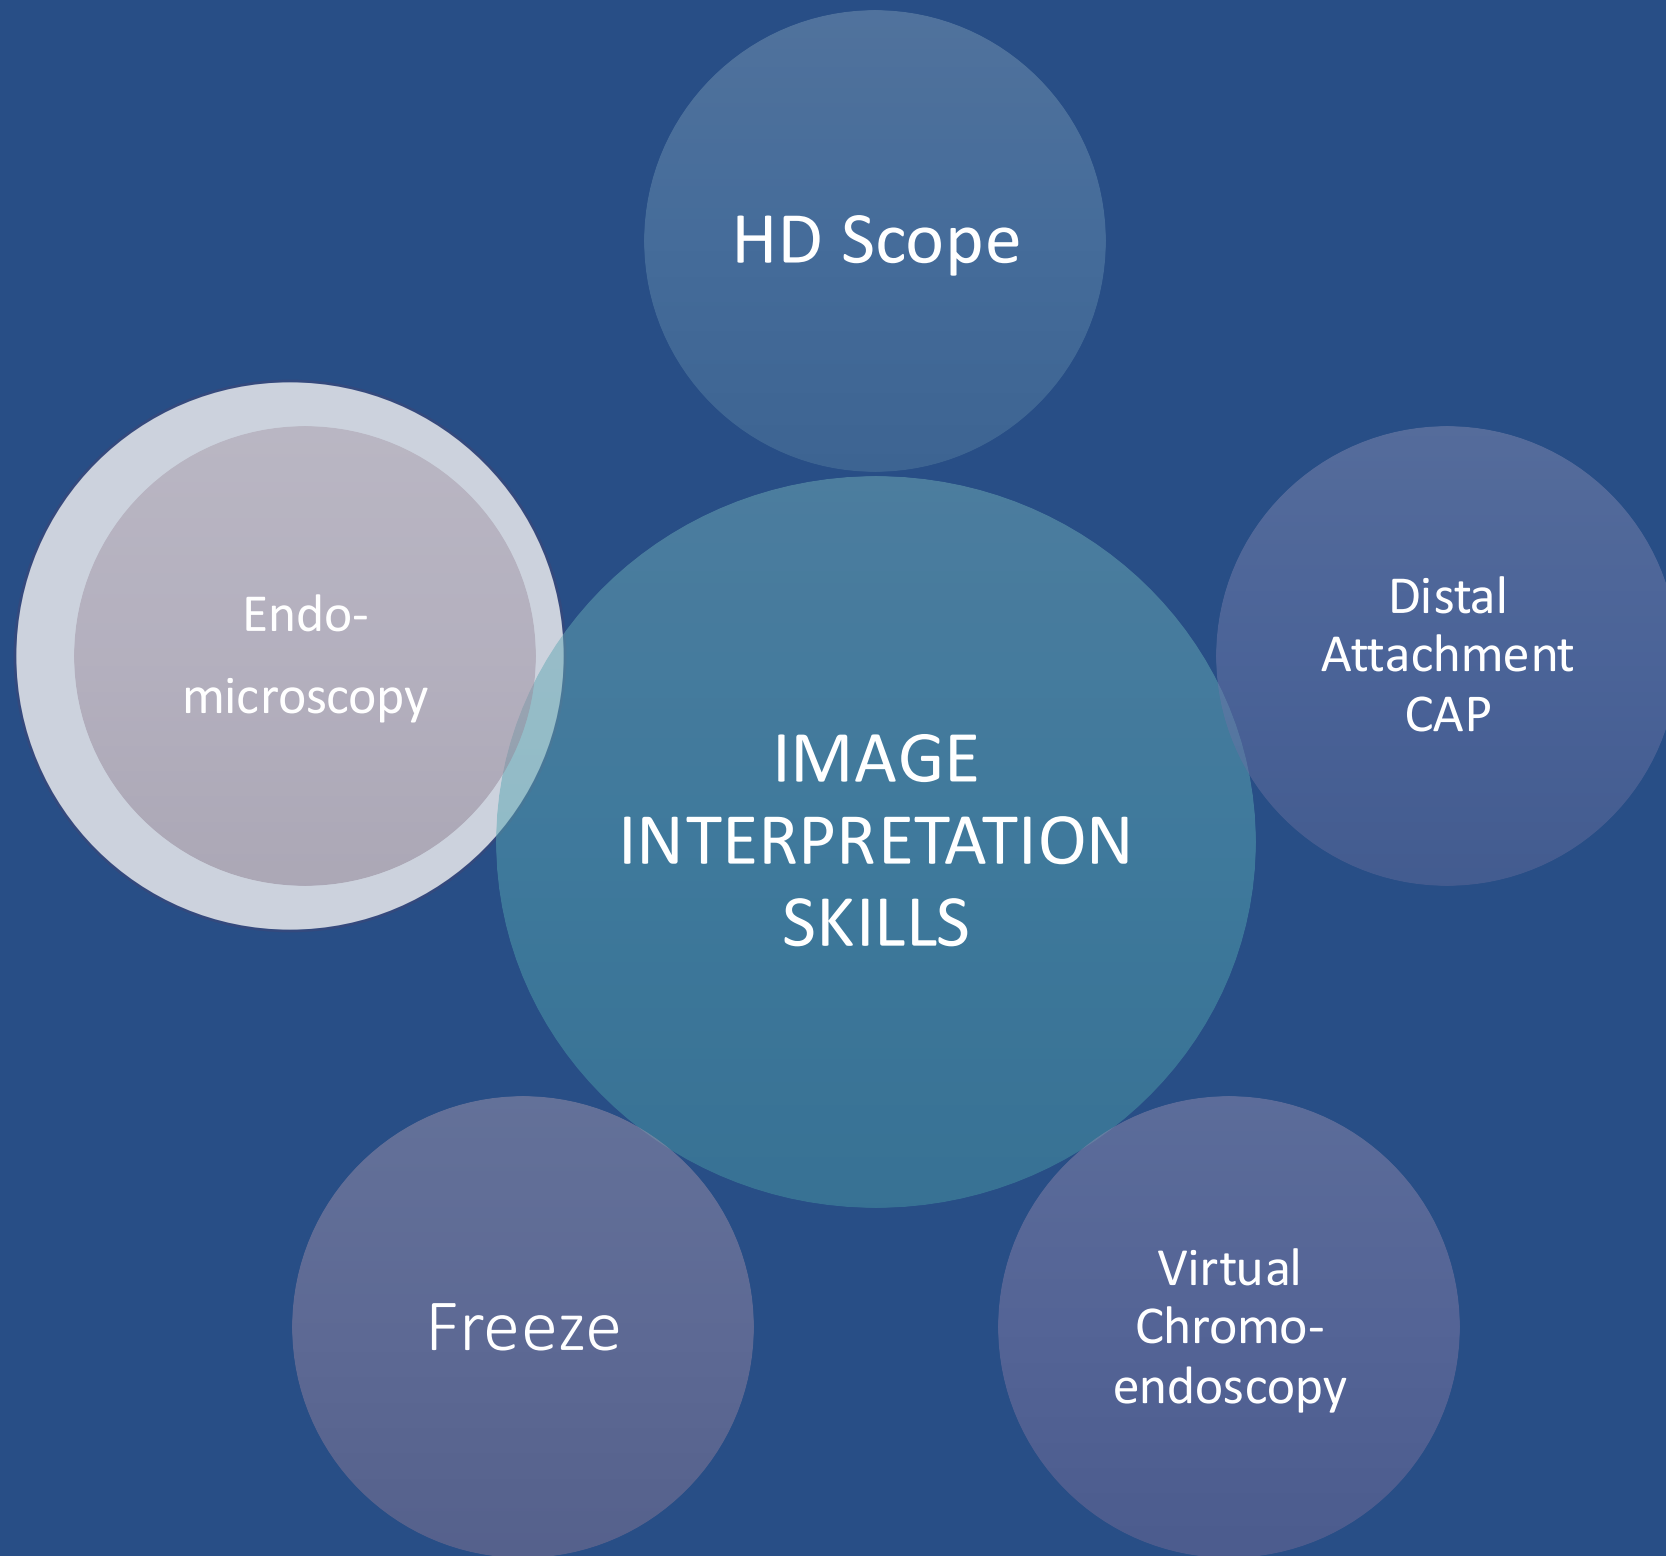 HD Scope
Endo-
microscopy
Distal
Attachment
CAP
IMAGE
INTERPRETATION
SKILLS
Freeze
Virtual
Chromo-
endoscopy